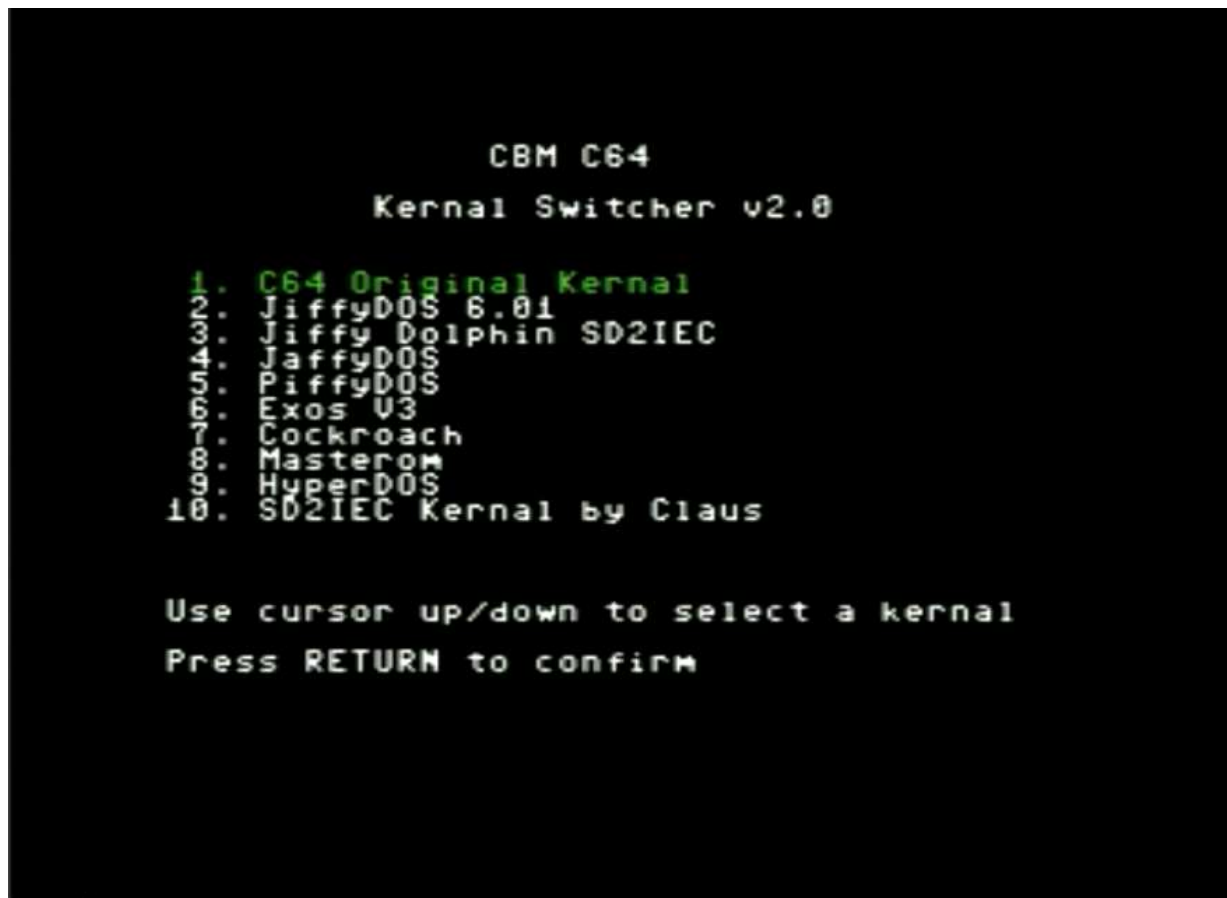 CBM C64
Kernal Switcher v2.0
1. C64 Original Kernal
2. JiffyDOS 6.01
3. Jiffy Dolphin SD2IEC
4. JaffyDOS
5. PiffyDOS
6. Exos V3
7. Cockroach
8. Masterom
9. HyperDOS
10. SD2IEC Kernal by Claus
Use cursor up/down to select a kernal
Press RETURN to confirm